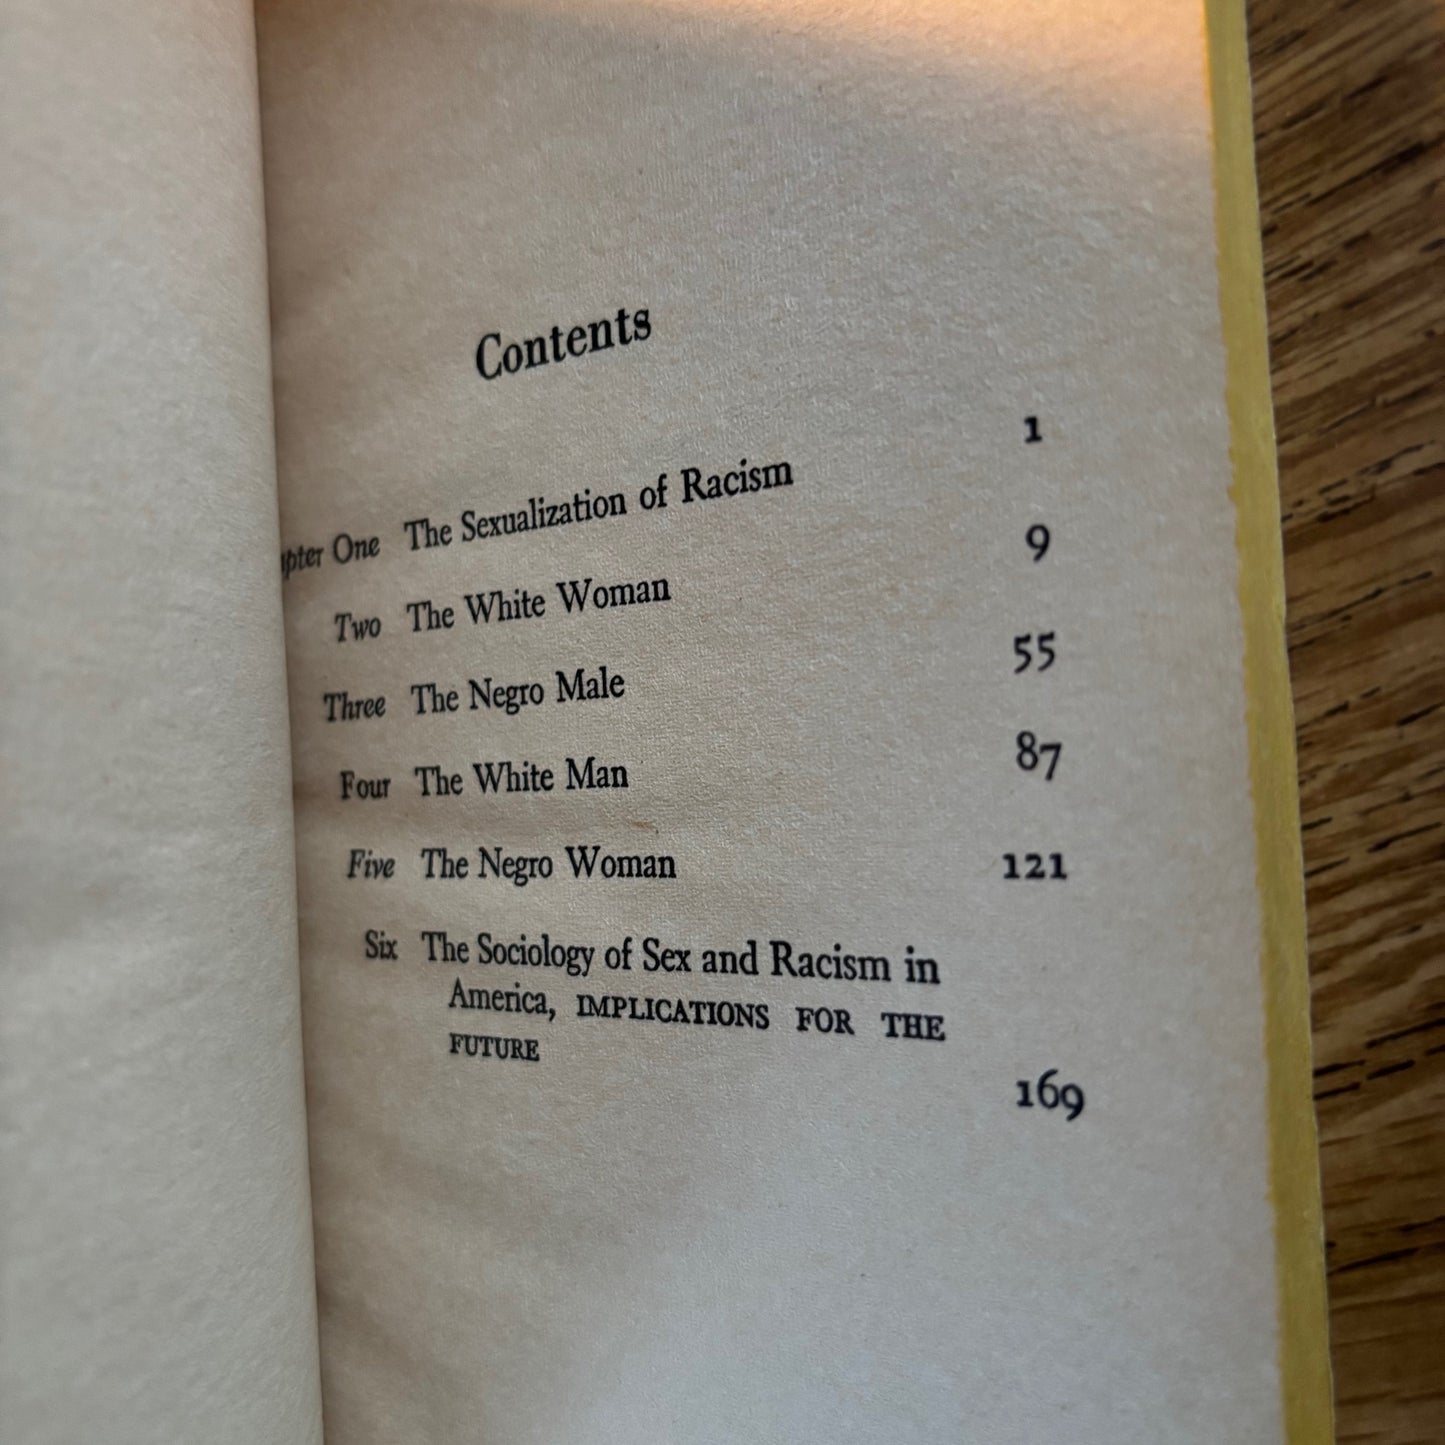 Contents
1
pter One The Sexualization of Racism
9
Two The White Woman
55
Three The Negro Male
87
Four The White Man
Five The Negro Woman 121
Six The Sociology of Sex and Racism in
America, IMPLICATIONS FOR THE
FUTURE
169